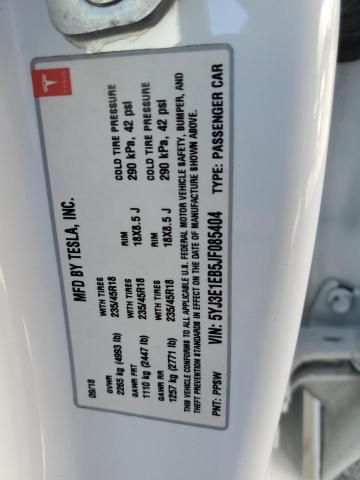 TESLA
MFD BY TESLA, INC.
09/18
GVWR
2265 kg (4993 lb)
GAWR FRT WITH TIRES RIM COLD TIRE PRESSURE
1110 kg (2447 lb) 235/45R18 18X8.5 J 290 kPa, 42 psi
GAWR RR WITH TIRES RIM COLD TIRE PRESSURE
1257 kg (2771 lb) 235/45R18 18X8.5 J 290 kPa, 42 psi
THIS VEHICLE CONFORMS TO ALL APPLICABLE U.S. FEDERAL MOTOR VEHICLE SAFETY, BUMPER, AND
THEFT PREVENTION STANDARDS IN EFFECT ON THE DATE OF MANUFACTURE SHOWN ABOVE.
VIN: 5YJ3E1EB5JF085404 TYPE: PASSENGER CAR
PNT: PPSW